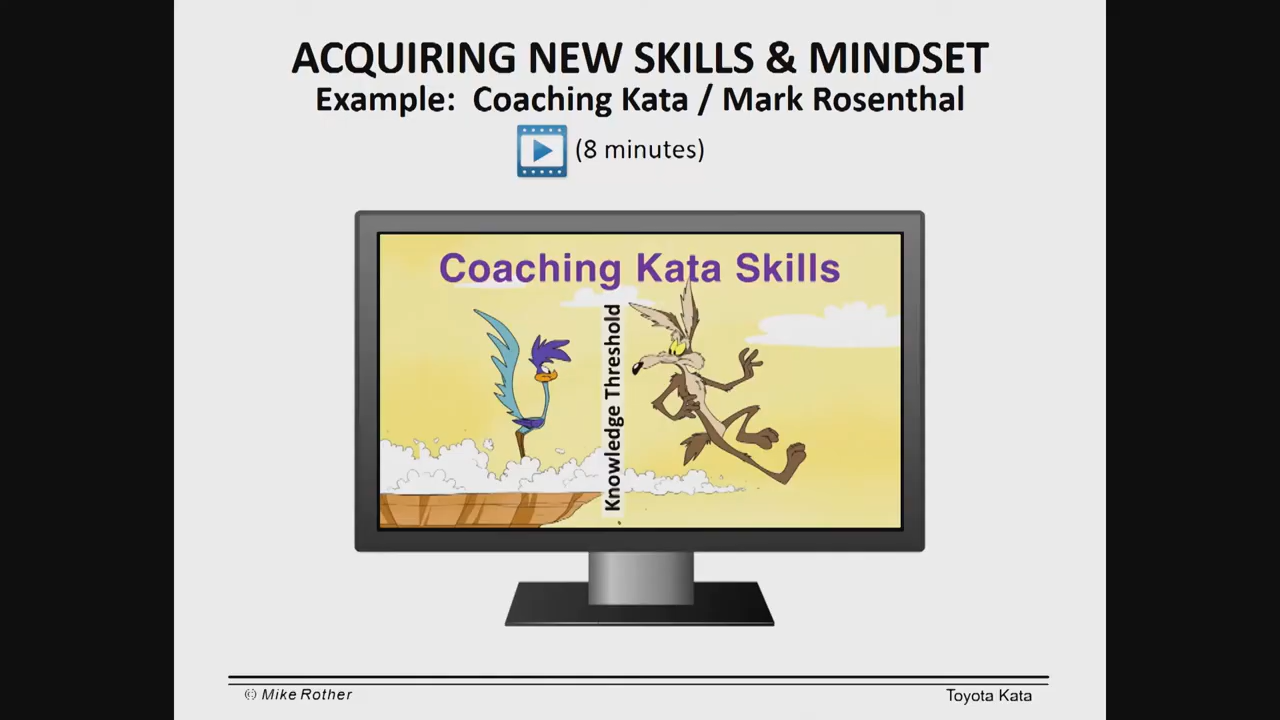 ACQUIRING NEW SKILLS & MINDSET
Example: Coaching Kata / Mark Rosenthal
(8 minutes)
Coaching Kata Skills
Knowledge Threshold
© Mike Rother
Toyota Kata